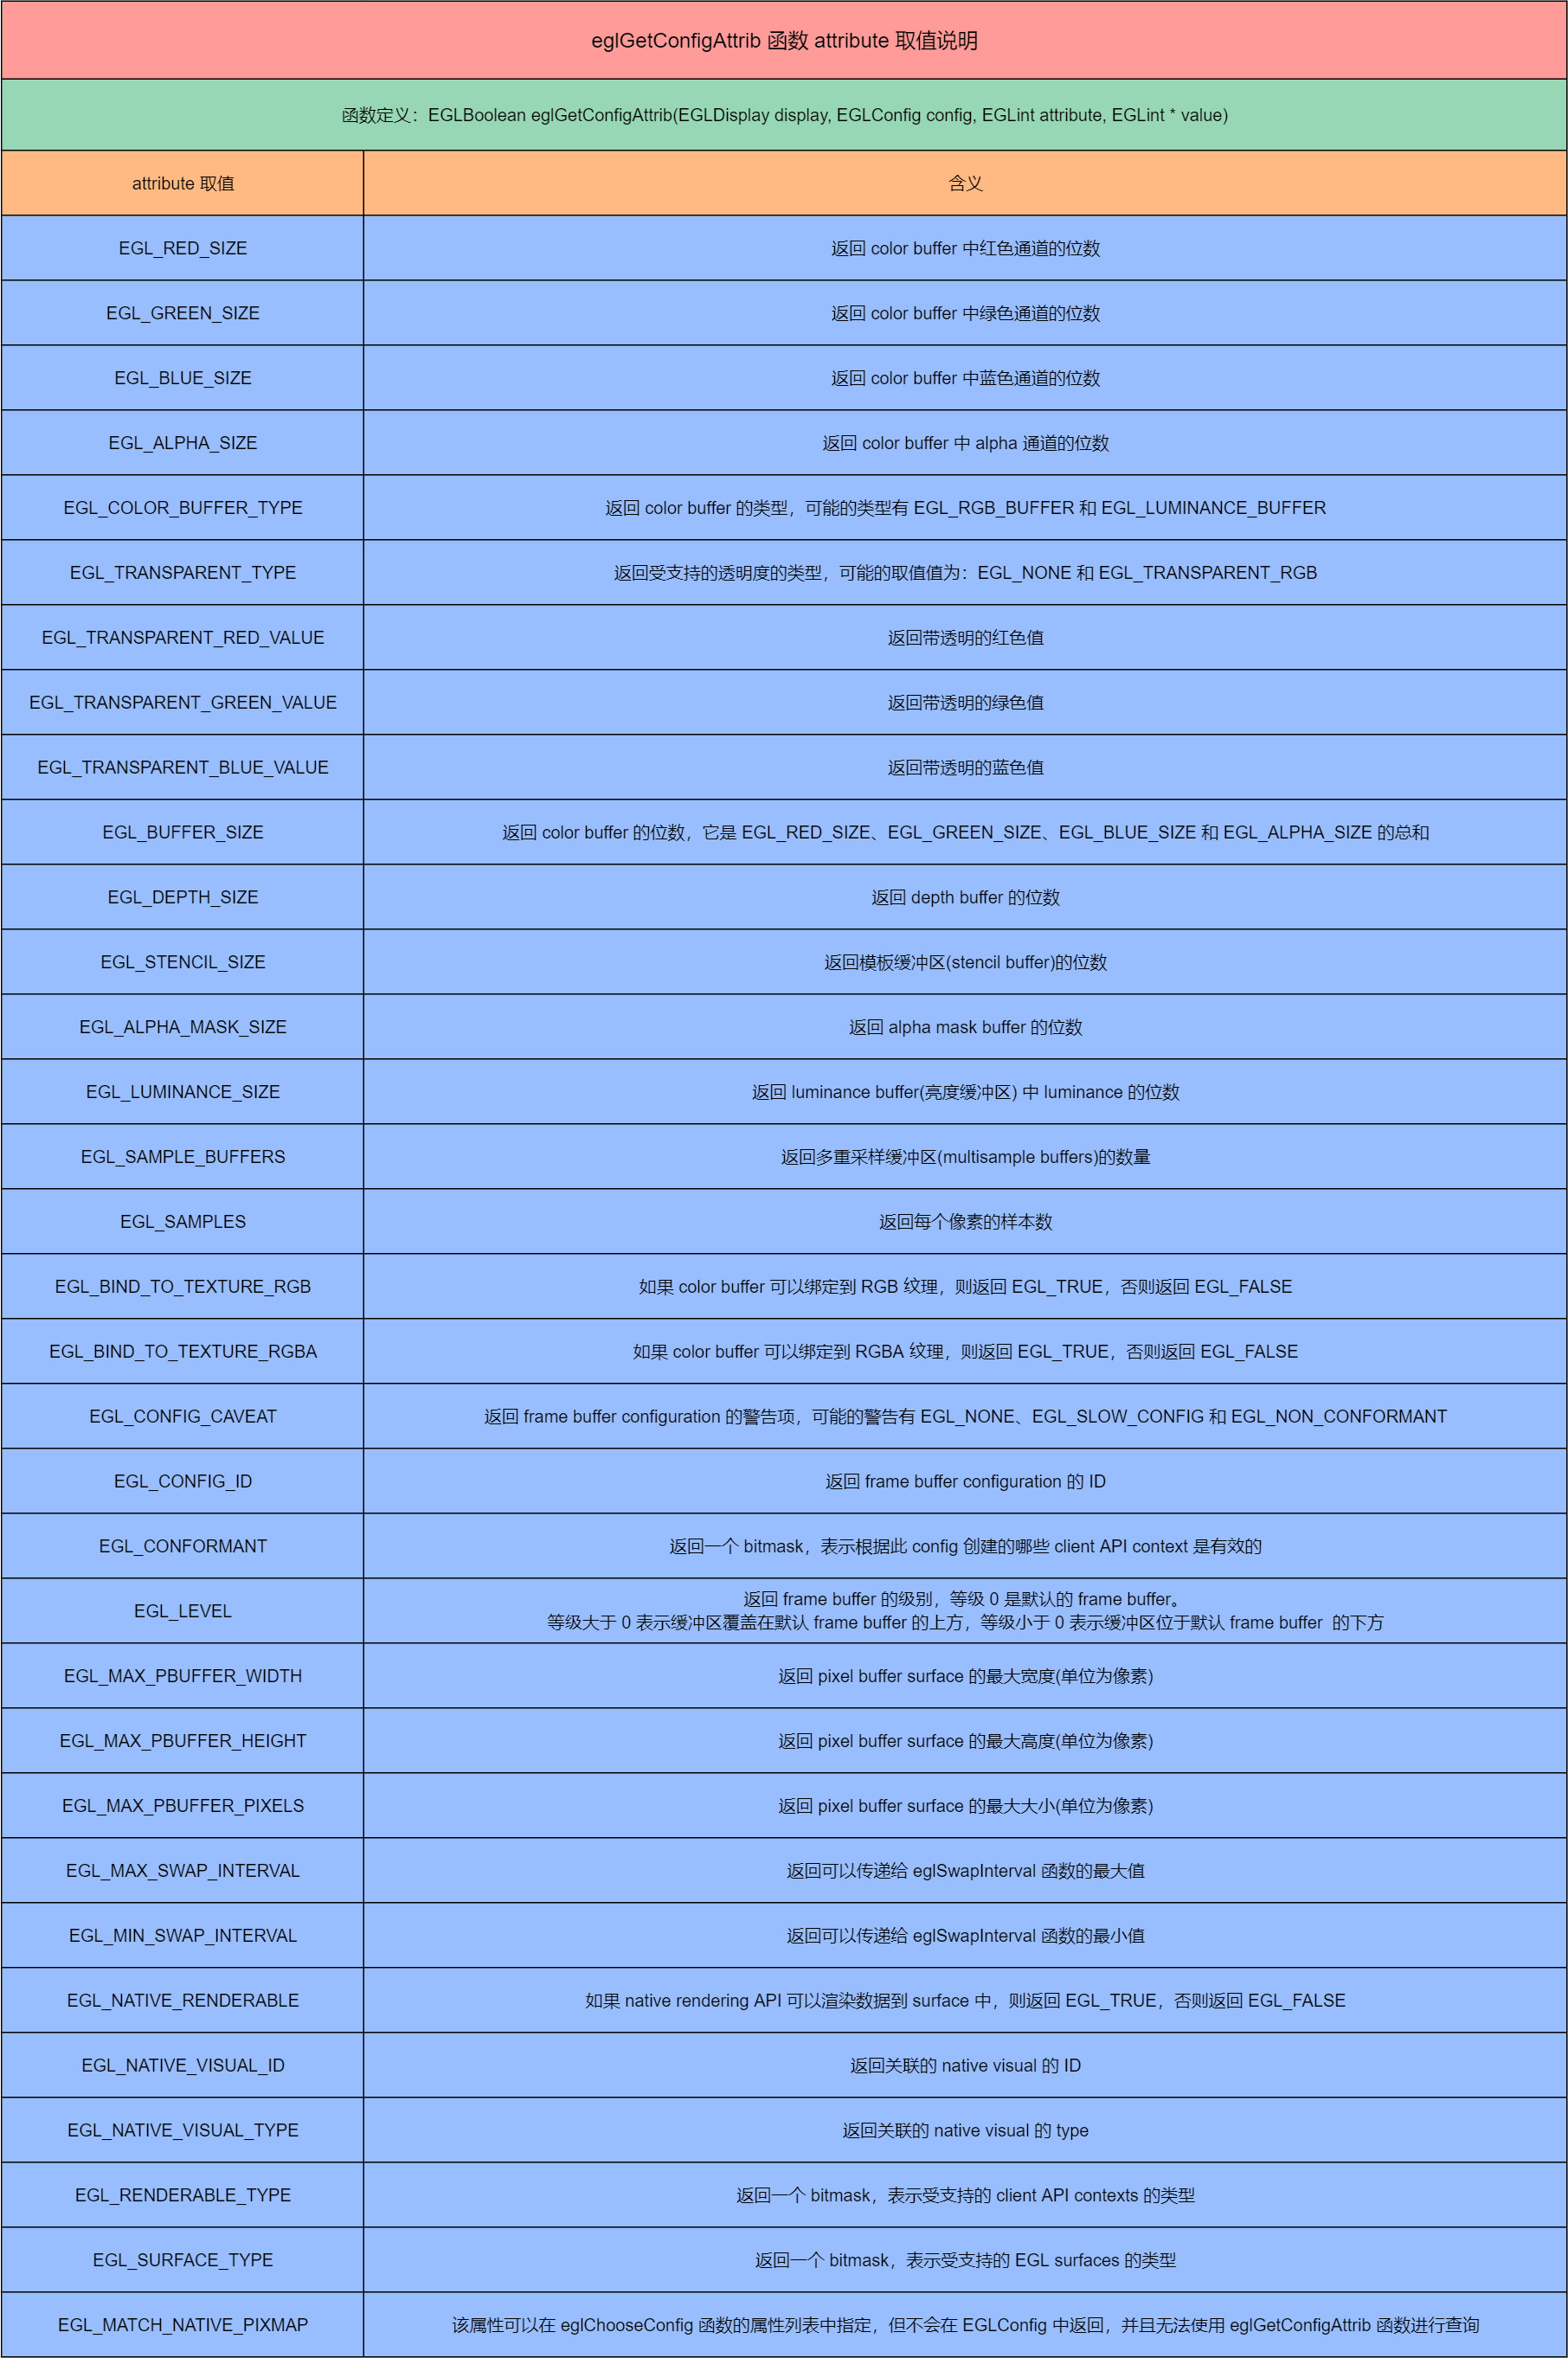 eglGetConfigAttrib 函数 attribute 取值说明
函数定义：EGLBoolean eglGetConfigAttrib(EGLDisplay display, EGLConfig config, EGLint attribute, EGLint * value)
attribute 取值 含义
EGL_RED_SIZE 返回 color buffer 中红色通道的位数
EGL_GREEN_SIZE 返回 color buffer 中绿色通道的位数
EGL_BLUE_SIZE 返回 color buffer 中蓝色通道的位数
EGL_ALPHA_SIZE 返回 color buffer 中 alpha 通道的位数
EGL_COLOR_BUFFER_TYPE 返回 color buffer 的类型，可能的类型有 EGL_RGB_BUFFER 和 EGL_LUMINANCE_BUFFER
EGL_TRANSPARENT_TYPE 返回受支持的透明度的类型，可能的取值值为：EGL_NONE 和 EGL_TRANSPARENT_RGB
EGL_TRANSPARENT_RED_VALUE 返回带透明的红色值
EGL_TRANSPARENT_GREEN_VALUE 返回带透明的绿色值
EGL_TRANSPARENT_BLUE_VALUE 返回带透明的蓝色值
EGL_BUFFER_SIZE 返回 color buffer 的位数，它是 EGL_RED_SIZE、EGL_GREEN_SIZE、EGL_BLUE_SIZE 和 EGL_ALPHA_SIZE 的总和
EGL_DEPTH_SIZE 返回 depth buffer 的位数
EGL_STENCIL_SIZE 返回模板缓冲区(stencil buffer)的位数
EGL_ALPHA_MASK_SIZE 返回 alpha mask buffer 的位数
EGL_LUMINANCE_SIZE 返回 luminance buffer(亮度缓冲区) 中 luminance 的位数
EGL_SAMPLE_BUFFERS 返回多重采样缓冲区(multisample buffers)的数量
EGL_SAMPLES 返回每个像素的样本数
EGL_BIND_TO_TEXTURE_RGB 如果 color buffer 可以绑定到 RGB 纹理，则返回 EGL_TRUE，否则返回 EGL_FALSE
EGL_BIND_TO_TEXTURE_RGBA 如果 color buffer 可以绑定到 RGBA 纹理，则返回 EGL_TRUE，否则返回 EGL_FALSE
EGL_CONFIG_CAVEAT 返回 frame buffer configuration 的警告项，可能的警告有 EGL_NONE、EGL_SLOW_CONFIG 和 EGL_NON_CONFORMANT
EGL_CONFIG_ID 返回 frame buffer configuration 的 ID
EGL_CONFORMANT 返回一个 bitmask，表示根据此 config 创建的哪些 client API context 是有效的
EGL_LEVEL 返回 frame buffer 的级别，等级 0 是默认的 frame buffer。
等级大于 0 表示缓冲区覆盖在默认 frame buffer 的上方，等级小于 0 表示缓冲区位于默认 frame buffer 的下方
EGL_MAX_PBUFFER_WIDTH 返回 pixel buffer surface 的最大宽度(单位为像素)
EGL_MAX_PBUFFER_HEIGHT 返回 pixel buffer surface 的最大高度(单位为像素)
EGL_MAX_PBUFFER_PIXELS 返回 pixel buffer surface 的最大大小(单位为像素)
EGL_MAX_SWAP_INTERVAL 返回可以传递给 eglSwapInterval 函数的最大值
EGL_MIN_SWAP_INTERVAL 返回可以传递给 eglSwapInterval 函数的最小值
EGL_NATIVE_RENDERABLE 如果 native rendering API 可以渲染数据到 surface 中，则返回 EGL_TRUE，否则返回 EGL_FALSE
EGL_NATIVE_VISUAL_ID 返回关联的 native visual 的 ID
EGL_NATIVE_VISUAL_TYPE 返回关联的 native visual 的 type
EGL_RENDERABLE_TYPE 返回一个 bitmask，表示受支持的 client API contexts 的类型
EGL_SURFACE_TYPE 返回一个 bitmask，表示受支持的 EGL surfaces 的类型
EGL_MATCH_NATIVE_PIXMAP 该属性可以在 eglChooseConfig 函数的属性列表中指定，但不会在 EGLConfig 中返回，并且无法使用 eglGetConfigAttrib 函数进行查询